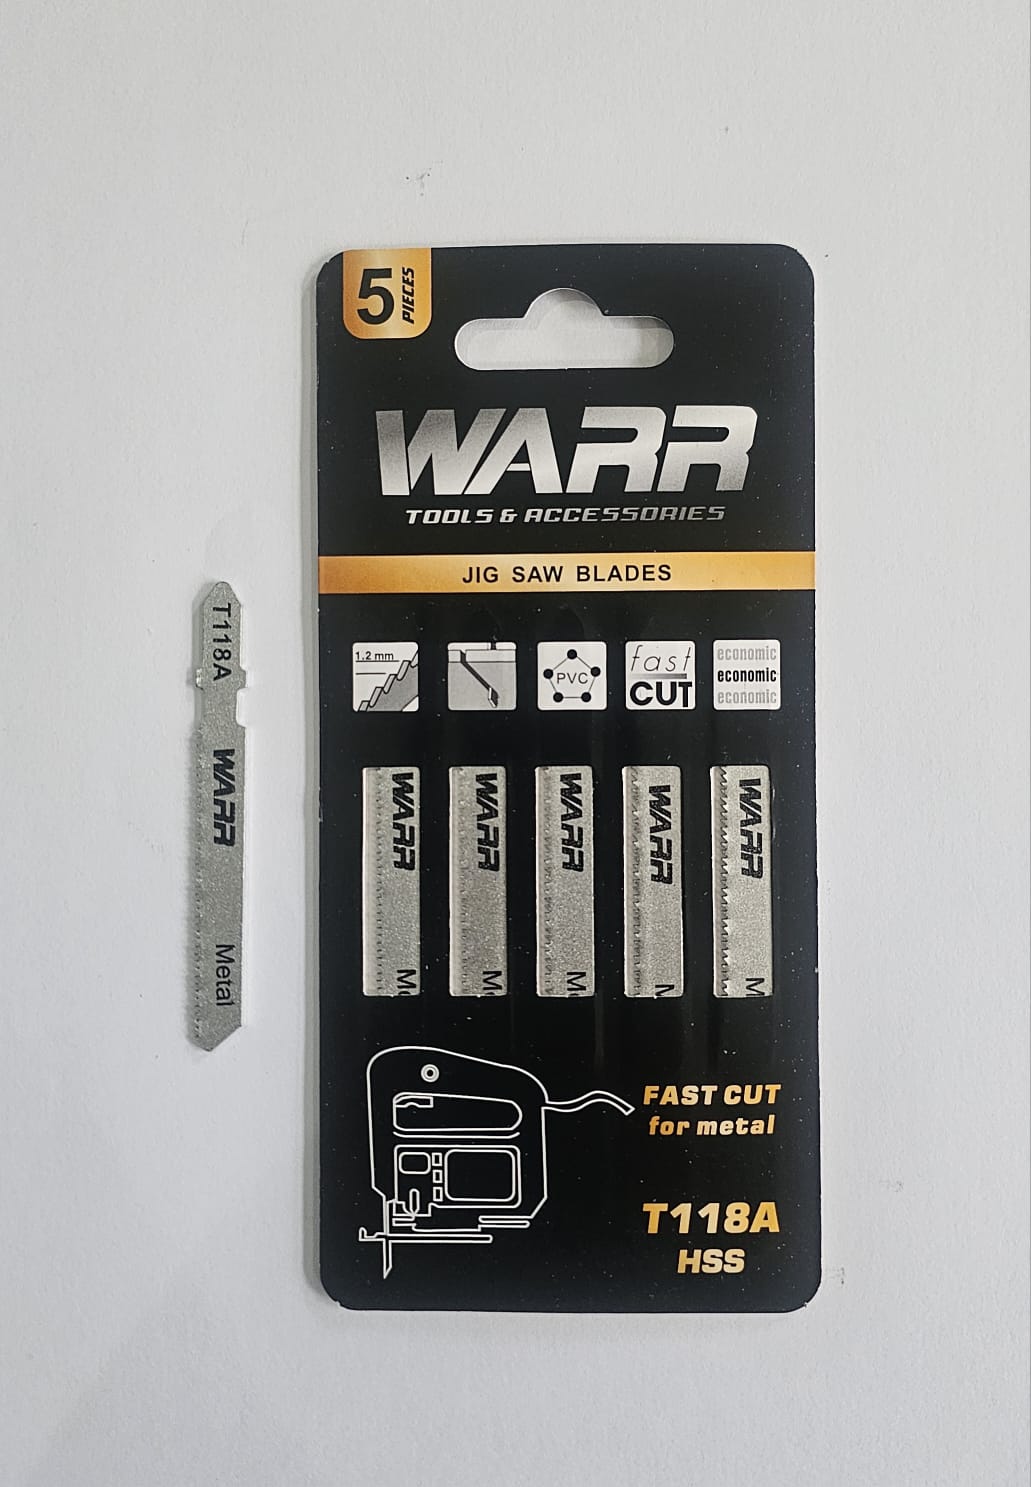 5 PIECES
WARR
TOOLS & ACCESSORIES
JIG SAW BLADES
1.2 mm
PVC
fast
CUT
economic
economic
economic
T118A
WARR
Metal
WARR
WARR
WARR
WARR
WARR
M
M
M
M
M
FAST CUT
for metal
T118A
HSS